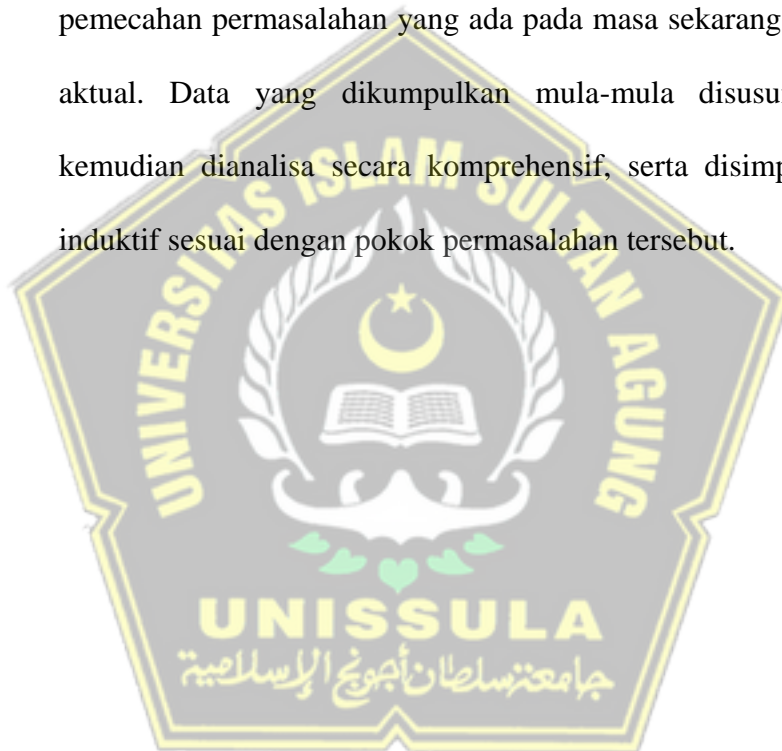 pemecahan permasalahan yang ada pada masa sekarang
aktual. Data yang dikumpulkan mula-mula disusu
kemudian dianalisa secara komprehensif, serta disimp
induktif sesuai dengan pokok permasalahan tersebut.
UNIVERSITAS ISLAM SULTAN AGUNG
UNISSULA
جامعة سلطان أجونج الإسلامية